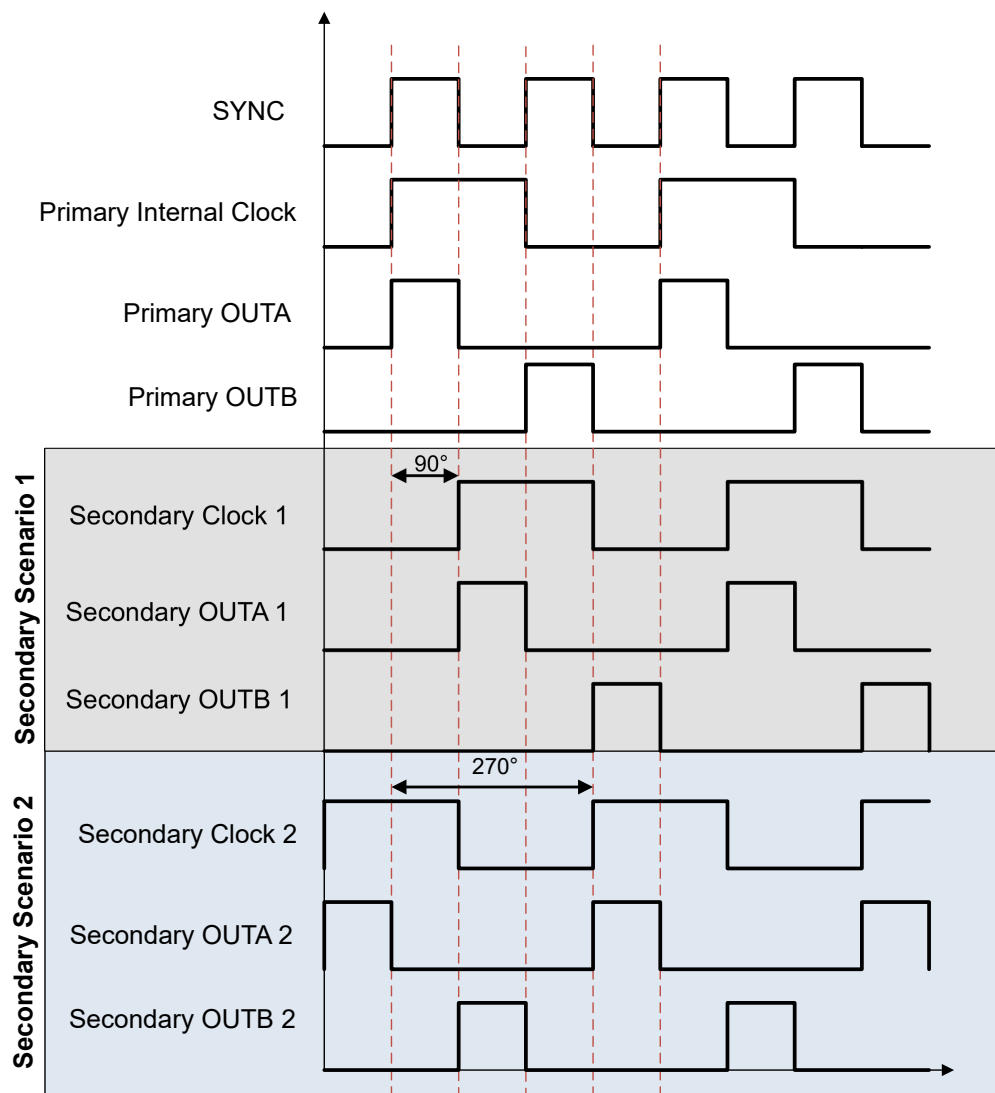 SYNC
Primary Internal Clock
Primary OUTA
Primary OUTB
Secondary Scenario 1
90°
Secondary Clock 1
Secondary OUTA 1
Secondary OUTB 1
Secondary Scenario 2
270°
Secondary Clock 2
Secondary OUTA 2
Secondary OUTB 2